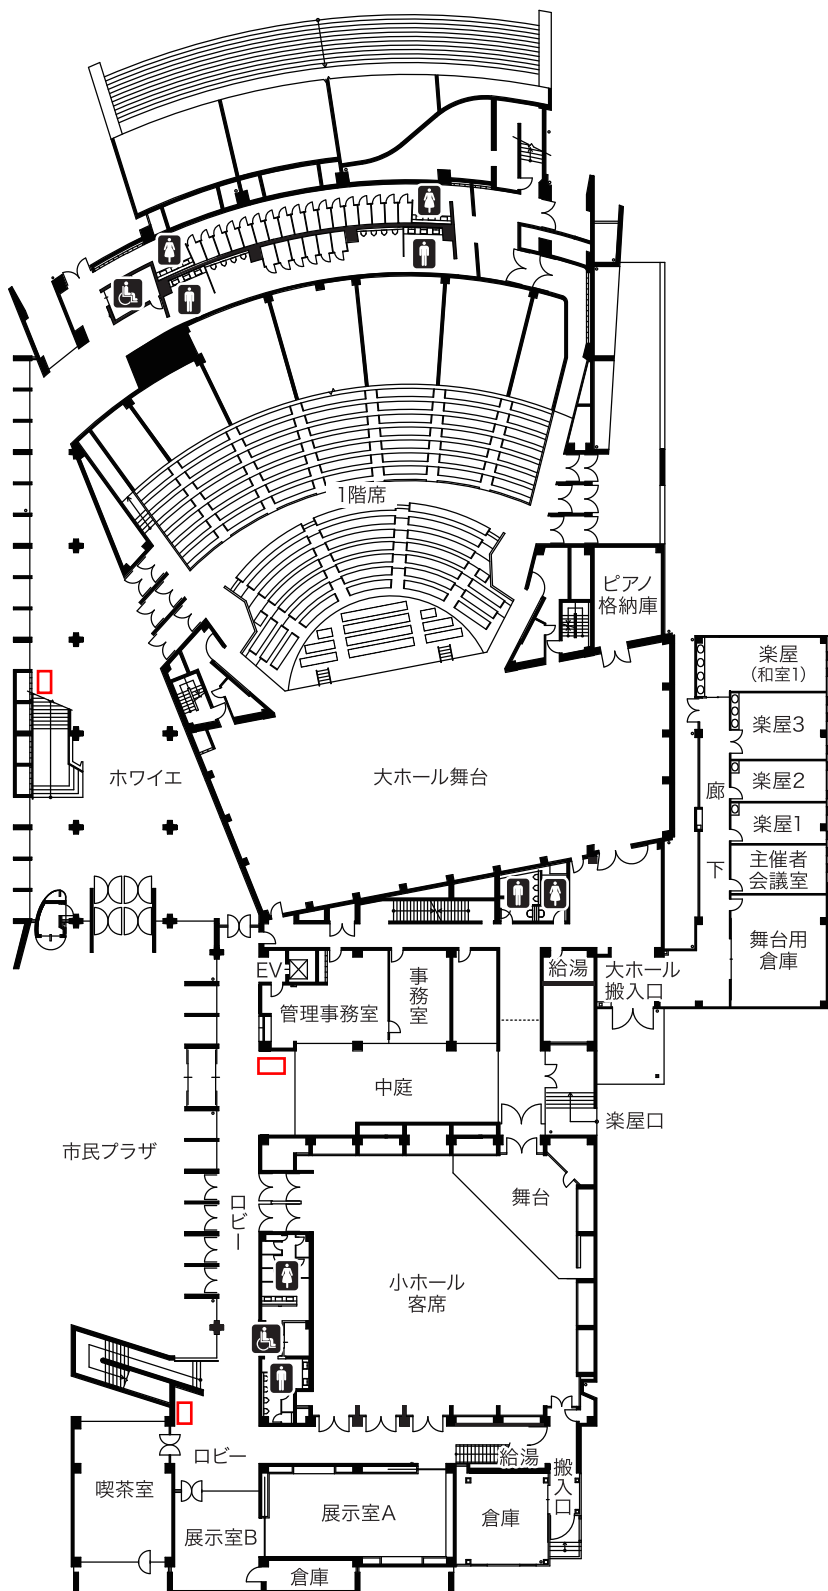 1階席
ピアノ
格納庫
楽屋
(和室1)
楽屋3
ホワイエ
大ホール舞台
廊
下
楽屋2
楽屋1
主催者
会議室
舞台用
倉庫
EV
管理事務室
事
務
室
給湯
大ホール
搬入口
中庭
楽屋口
市民プラザ
ロ
ビ
ー
舞台
小ホール
客席
ロビー
給湯
搬
入
口
喫茶室
展示室B
展示室A
倉庫
倉庫